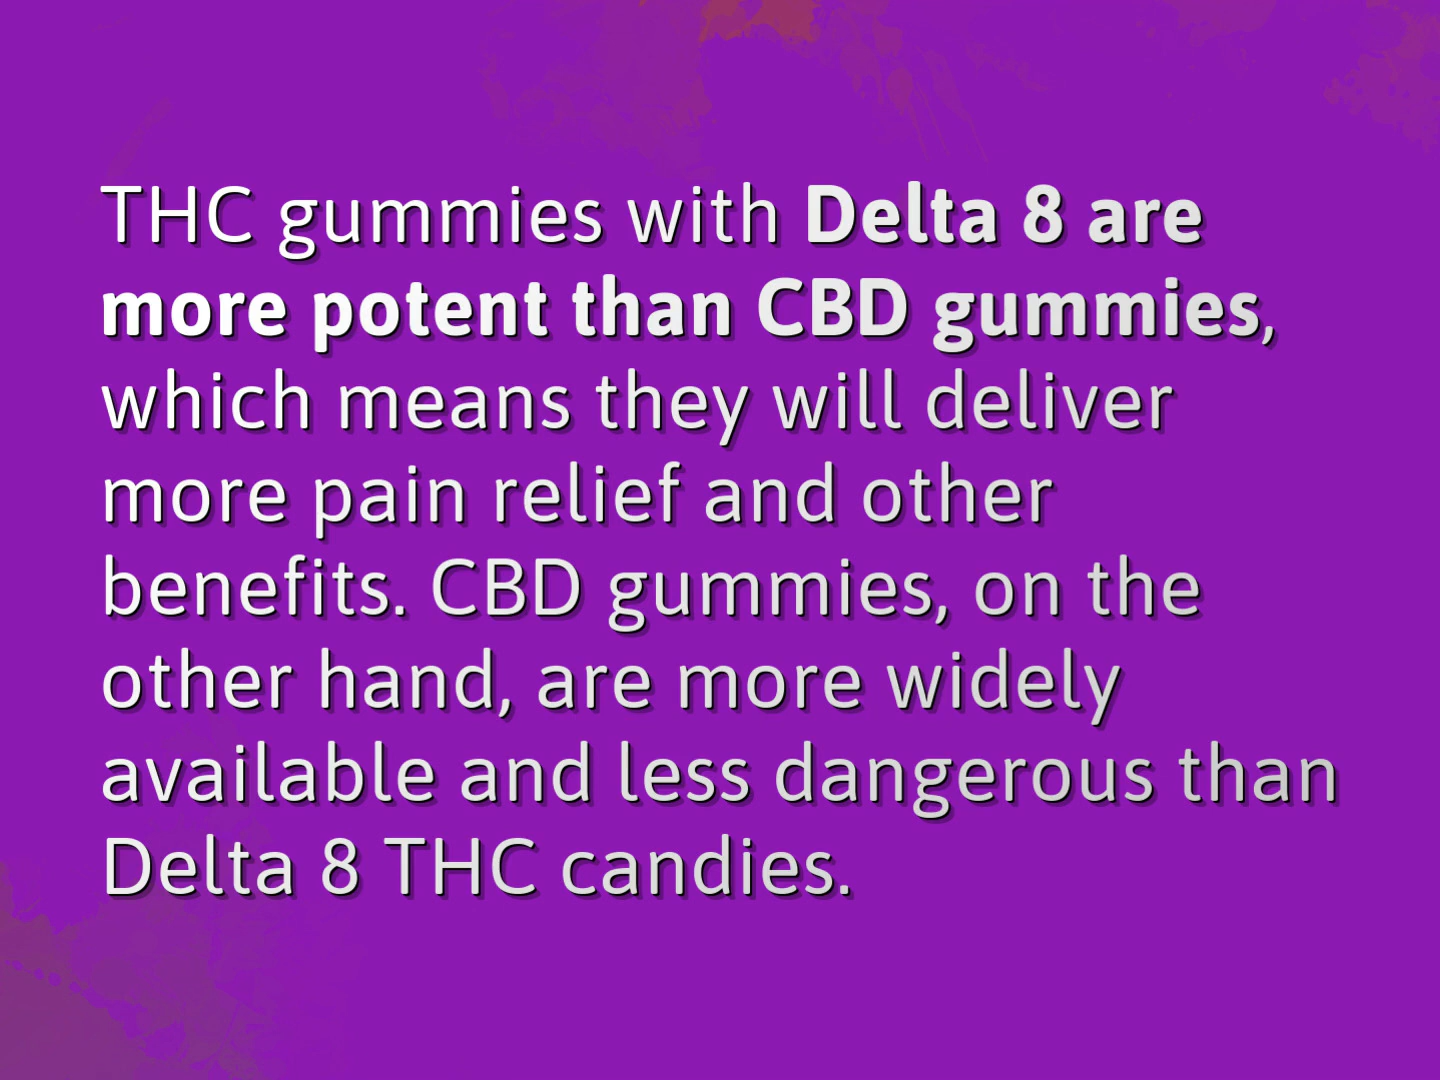 THC gummies with Delta 8 are
more potent than CBD gummies,
which means they will deliver
more pain relief and other
benefits. CBD gummies, on the
other hand, are more widely
available and less dangerous than
Delta 8 THC candies.